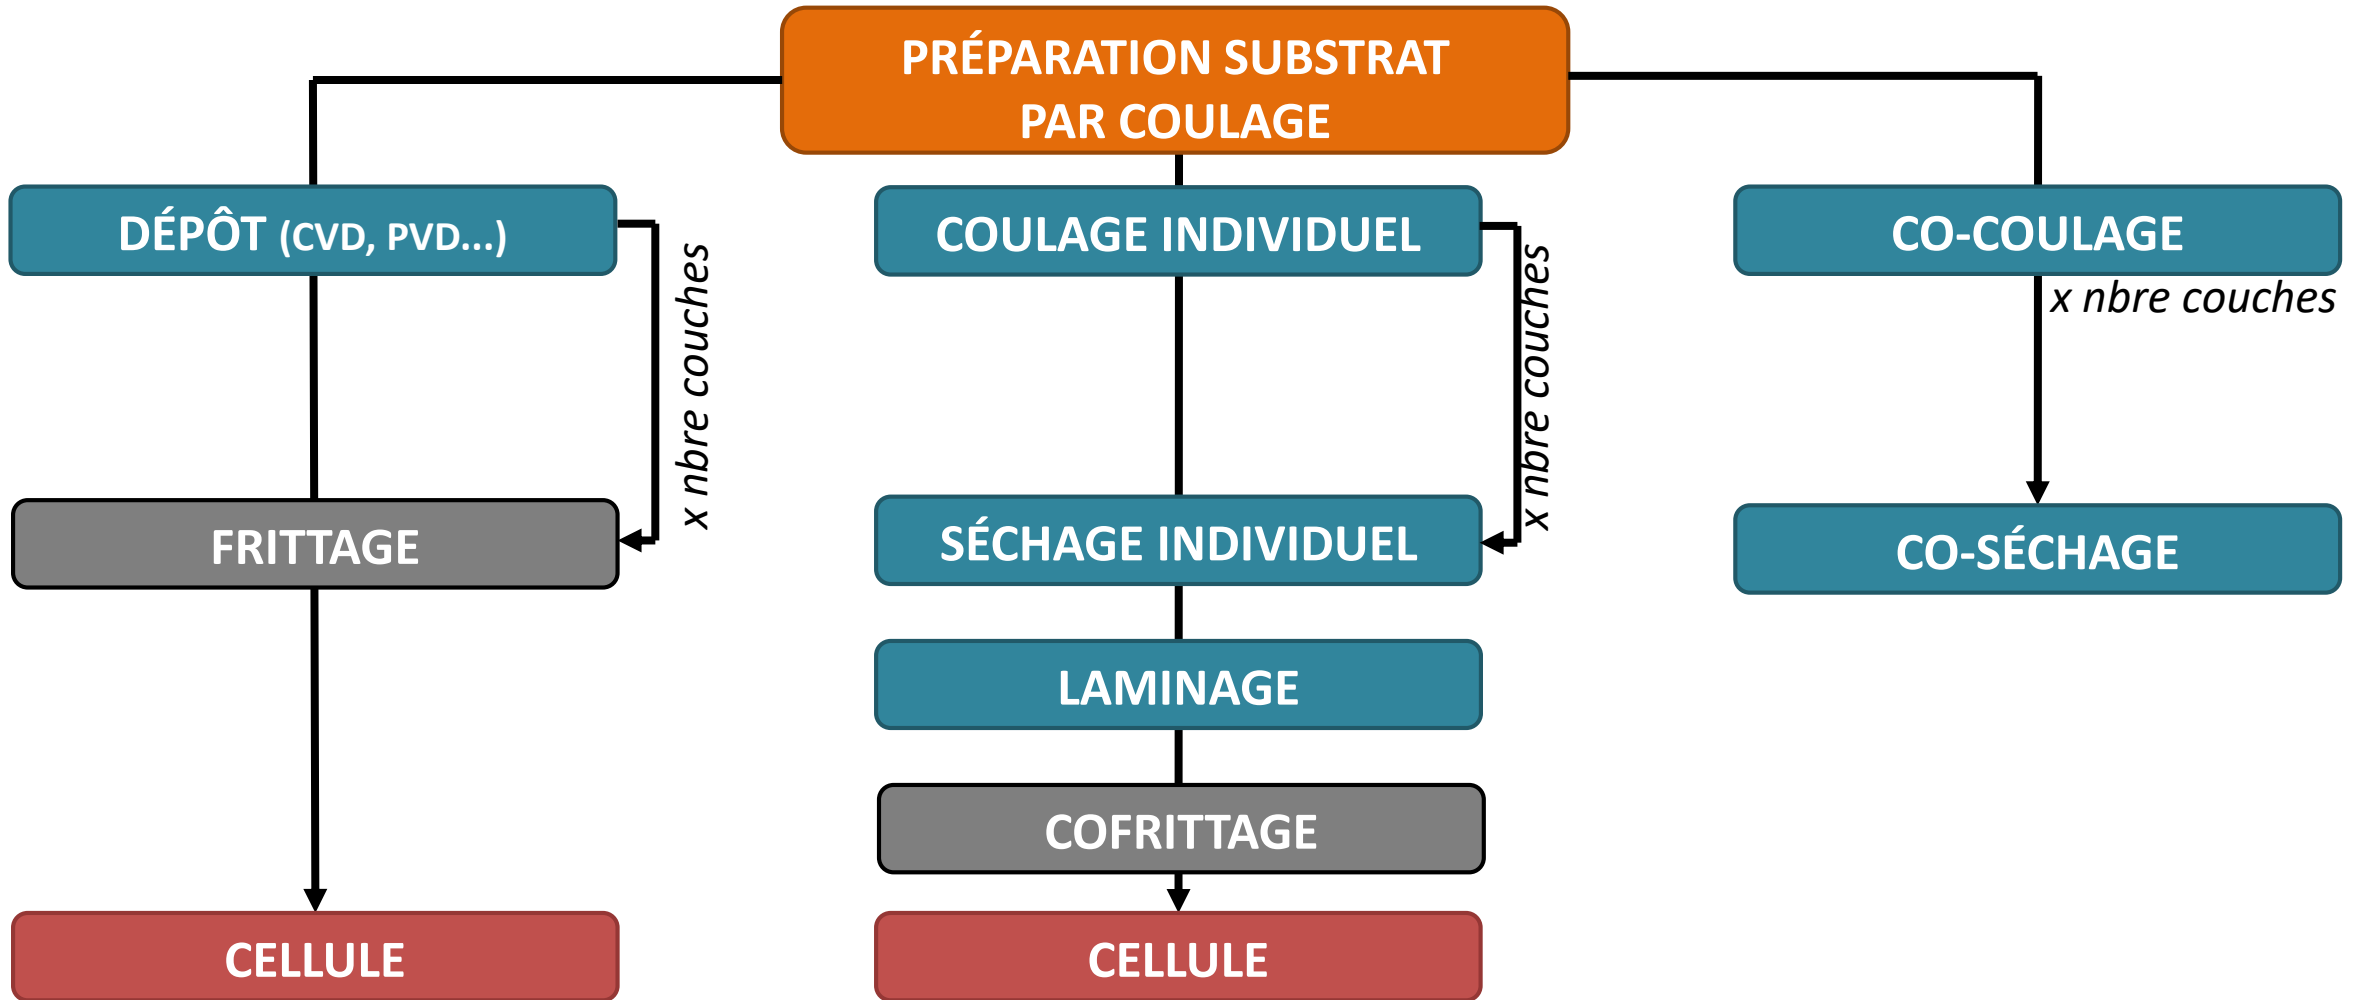 PRÉPARATION SUBSTRAT
PAR COULAGE
DÉPÔT (CVD, PVD...)
x nbre couches
FRITTAGE
CELLULE
COULAGE INDIVIDUEL
x nbre couches
SÉCHAGE INDIVIDUEL
LAMINAGE
COFRITTAGE
CELLULE
CO-COULAGE
x nbre couches
CO-SÉCHAGE